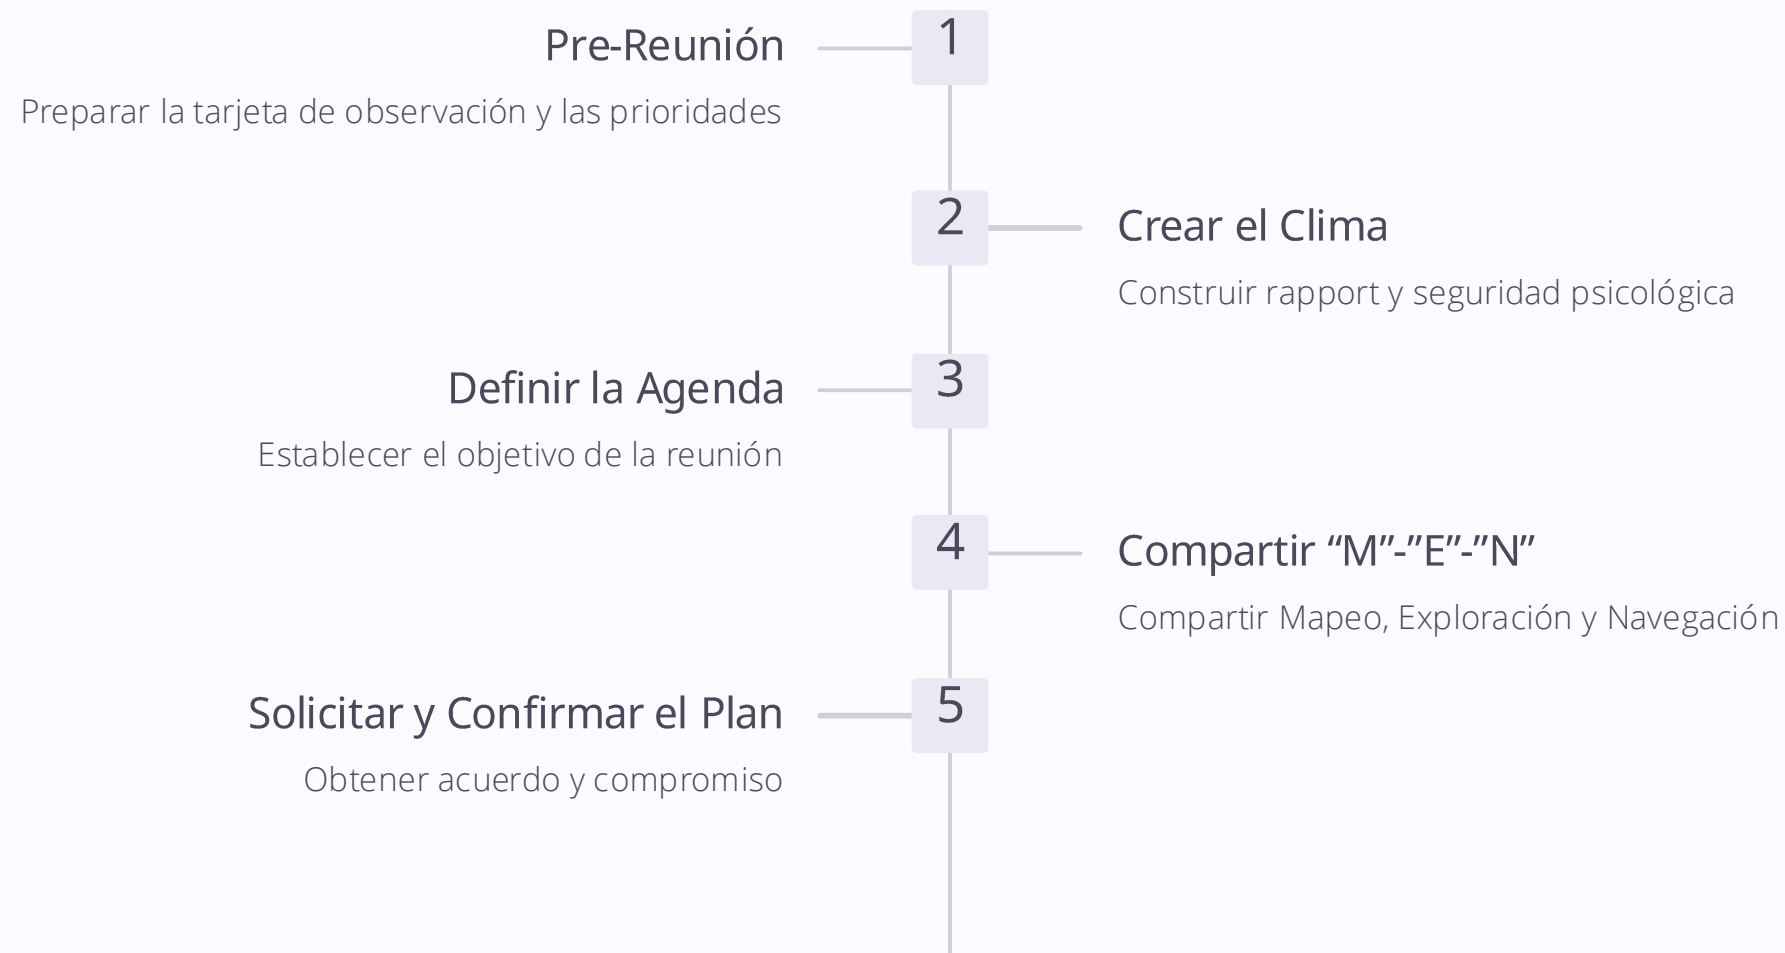 1
Pre-Reunión
Preparar la tarjeta de observación y las prioridades
2
Crear el Clima
Construir rapport y seguridad psicológica
3
Definir la Agenda
Establecer el objetivo de la reunión
4
Compartir “M”-”E”-”N”
Compartir Mapeo, Exploración y Navegación
5
Solicitar y Confirmar el Plan
Obtener acuerdo y compromiso